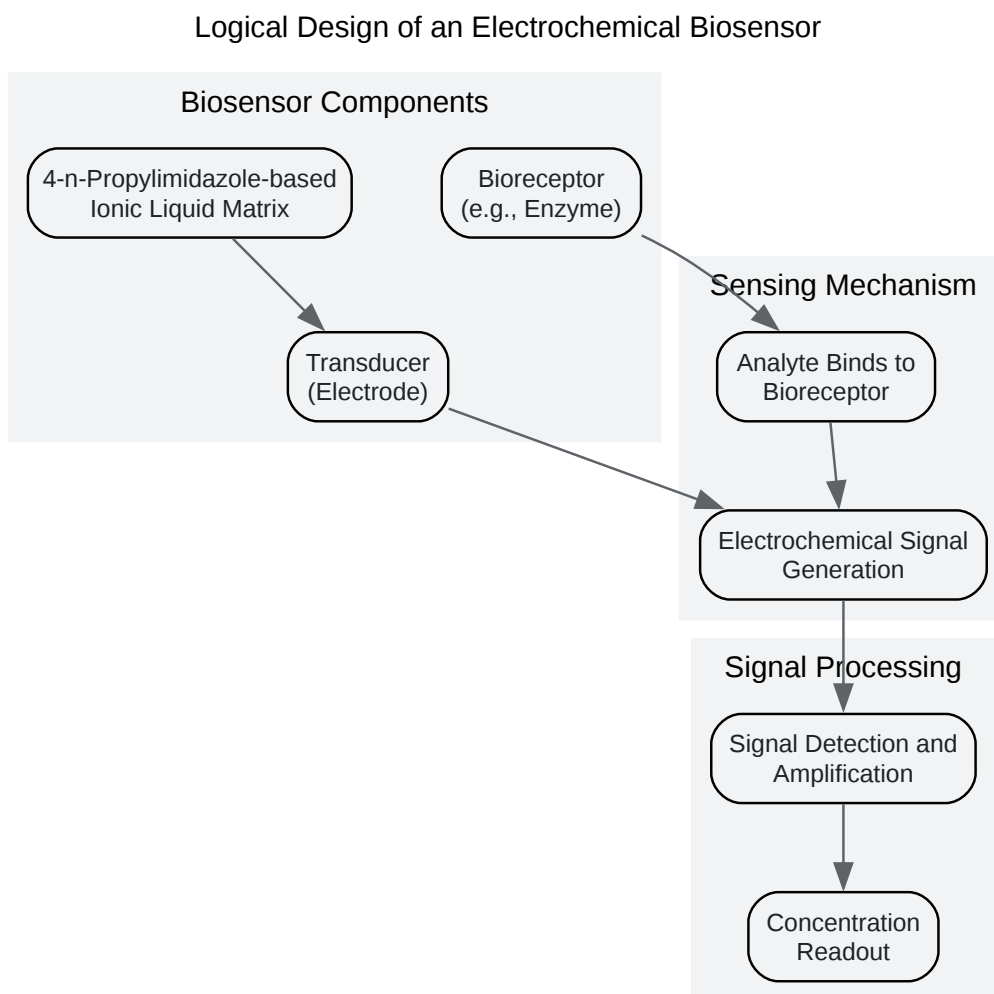 Logical Design of an Electrochemical Biosensor
Biosensor Components
4-n-Propylimidazole-based
Ionic Liquid Matrix
Bioreceptor
(e.g., Enzyme)
Transducer
(Electrode)
Sensing Mechanism
Analyte Binds to
Bioreceptor
Electrochemical Signal
Generation
Signal Processing
Signal Detection and
Amplification
Concentration
Readout